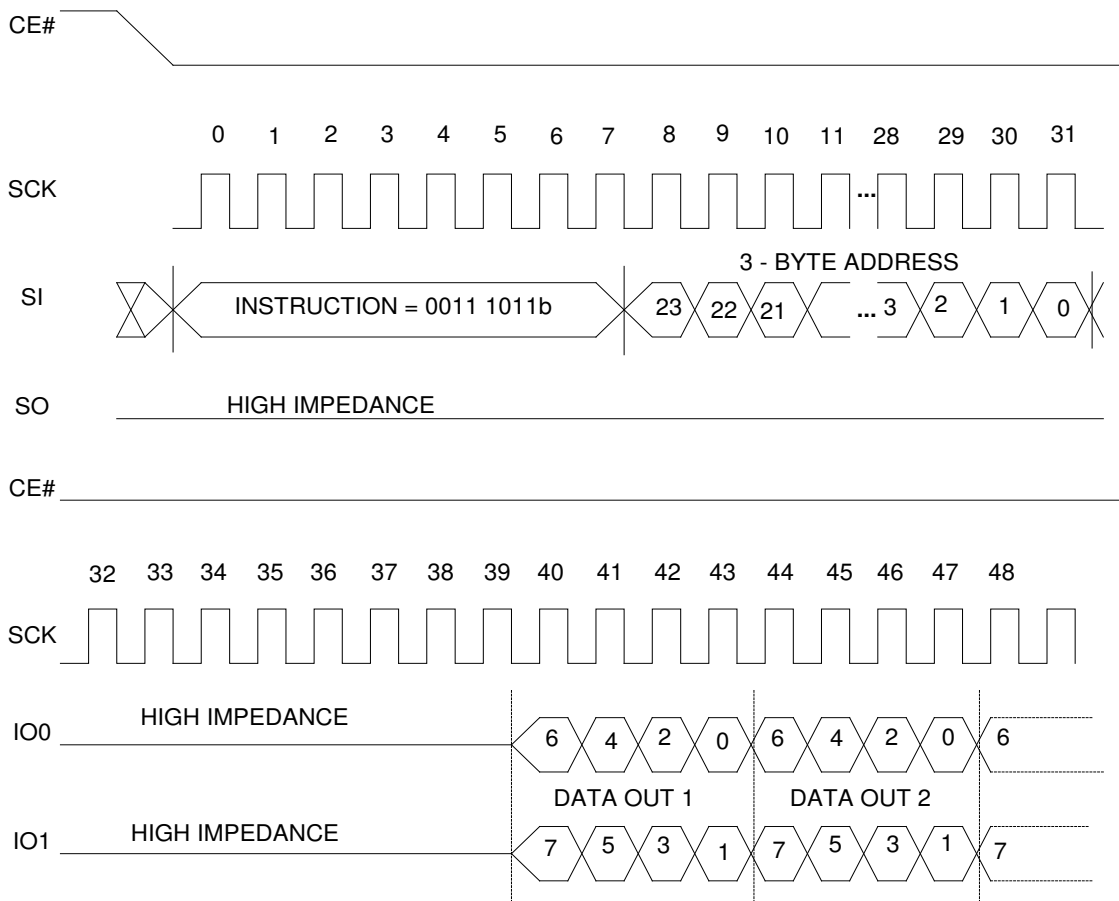 CE#
0 1 2 3 4 5 6 7 8 9 10 11 28 29 30 31
SCK ...
3 - BYTE ADDRESS
SI INSTRUCTION = 0011 1011b 23 22 21 ... 3 2 1 0
SO HIGH IMPEDANCE
CE#
32 33 34 35 36 37 38 39 40 41 42 43 44 45 46 47 48
SCK
IO0 HIGH IMPEDANCE 6 4 2 0 6 4 2 0 6
DATA OUT 1 DATA OUT 2
IO1 HIGH IMPEDANCE 7 5 3 1 7 5 3 1 7